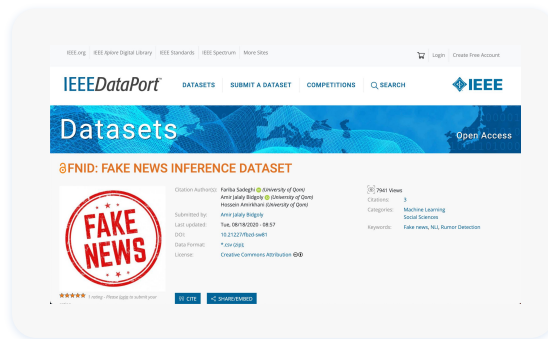 IEEE.org IEEE Xplore Digital Library IEEE Standards IEEE Spectrum More Sites Login Create Free Account
IEEEDataPort™ DATASETS SUBMIT A DATASET COMPETITIONS SEARCH IEEE
Datasets Open Access
FNID: FAKE NEWS INFERENCE DATASET
FAKE
NEWS
Citation Author(s): Fariba Sadeghi (University of Qom)
Amir Jalaly Bidgoly (University of Qom)
Hossein Amirkhani (University of Qom)
Submitted by: Amir Jalaly Bidgoly
Last updated: Tue, 08/18/2020 - 08:57
DOI: 10.21227/fbzd-sw81
Data Format: *.csv (zip);
License: Creative Commons Attribution
7941 Views
Citations: 3
Categories: Machine Learning
Social Sciences
Keywords: Fake news, NLI, Rumor Detection
1 rating - Please login to submit your
CITE SHARE/EMBED